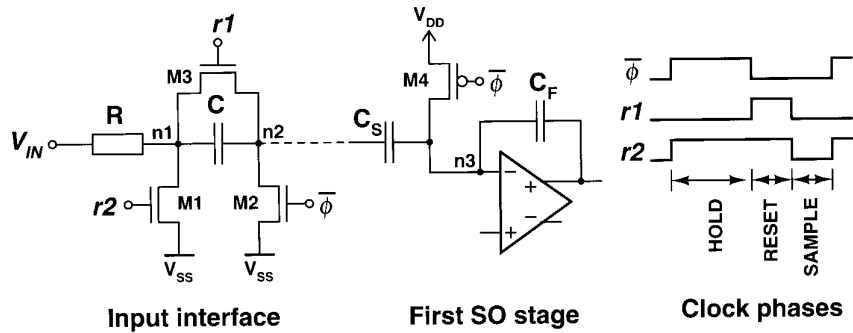 r1
V_DD
M3
M4
φ̅
C
C_F
R
n1
n2
C_S
V_IN
n3
−
+
r2
M1
M2
φ̅
−
+
V_SS
V_SS
Input interface
First SO stage
φ̅
r1
r2
HOLD
RESET
SAMPLE
Clock phases